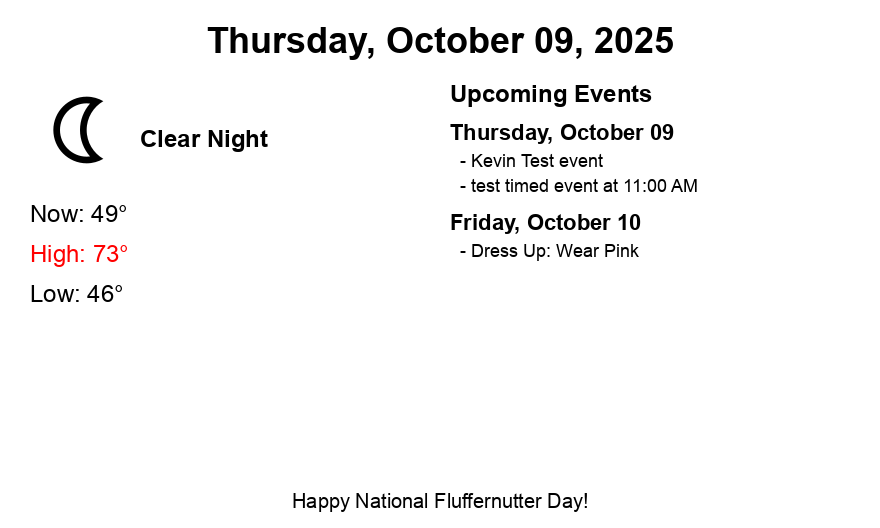 Thursday, October 09, 2025
Clear Night
Now: 49°
High: 73°
Low: 46°
Upcoming Events
Thursday, October 09
- Kevin Test event
- test timed event at 11:00 AM
Friday, October 10
- Dress Up: Wear Pink
Happy National Fluffernutter Day!